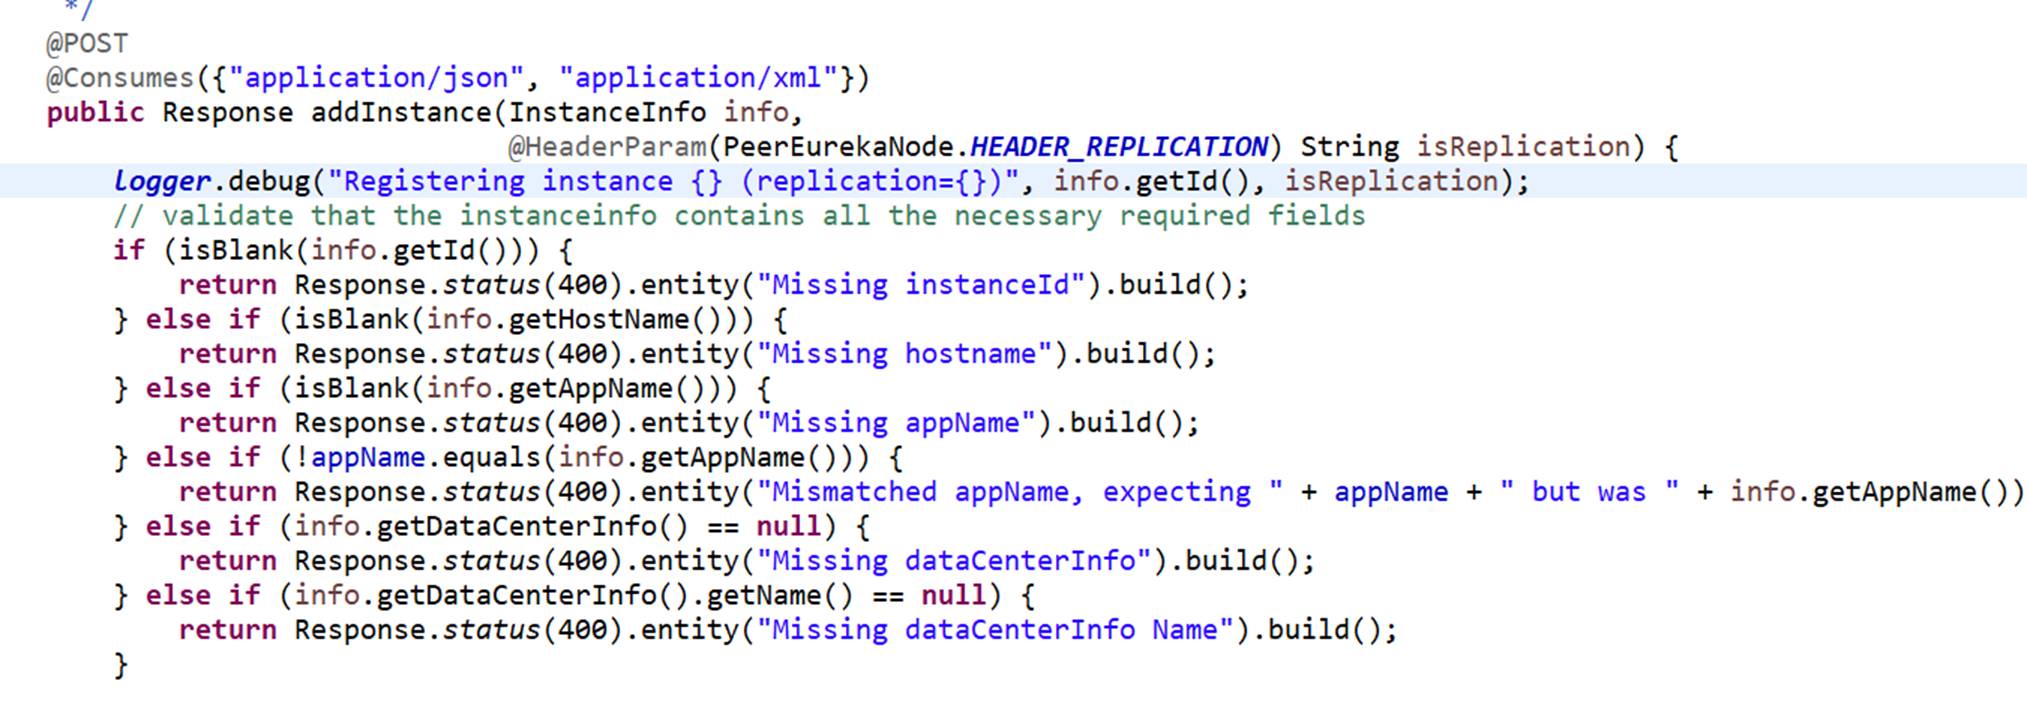 */
@POST
@Consumes({"application/json", "application/xml"})
public Response addInstance(InstanceInfo info,
@HeaderParam(PeerEurekaNode.HEADER_REPLICATION) String isReplication) {
logger.debug("Registering instance {} (replication={})", info.getId(), isReplication);
// validate that the instanceinfo contains all the necessary required fields
if (isBlank(info.getId())) {
return Response.status(400).entity("Missing instanceId").build();
} else if (isBlank(info.getHostName())) {
return Response.status(400).entity("Missing hostname").build();
} else if (isBlank(info.getAppName())) {
return Response.status(400).entity("Missing appName").build();
} else if (!appName.equals(info.getAppName())) {
return Response.status(400).entity("Mismatched appName, expecting " + appName + " but was " + info.getAppName())
} else if (info.getDataCenterInfo() == null) {
return Response.status(400).entity("Missing dataCenterInfo").build();
} else if (info.getDataCenterInfo().getName() == null) {
return Response.status(400).entity("Missing dataCenterInfo Name").build();
}